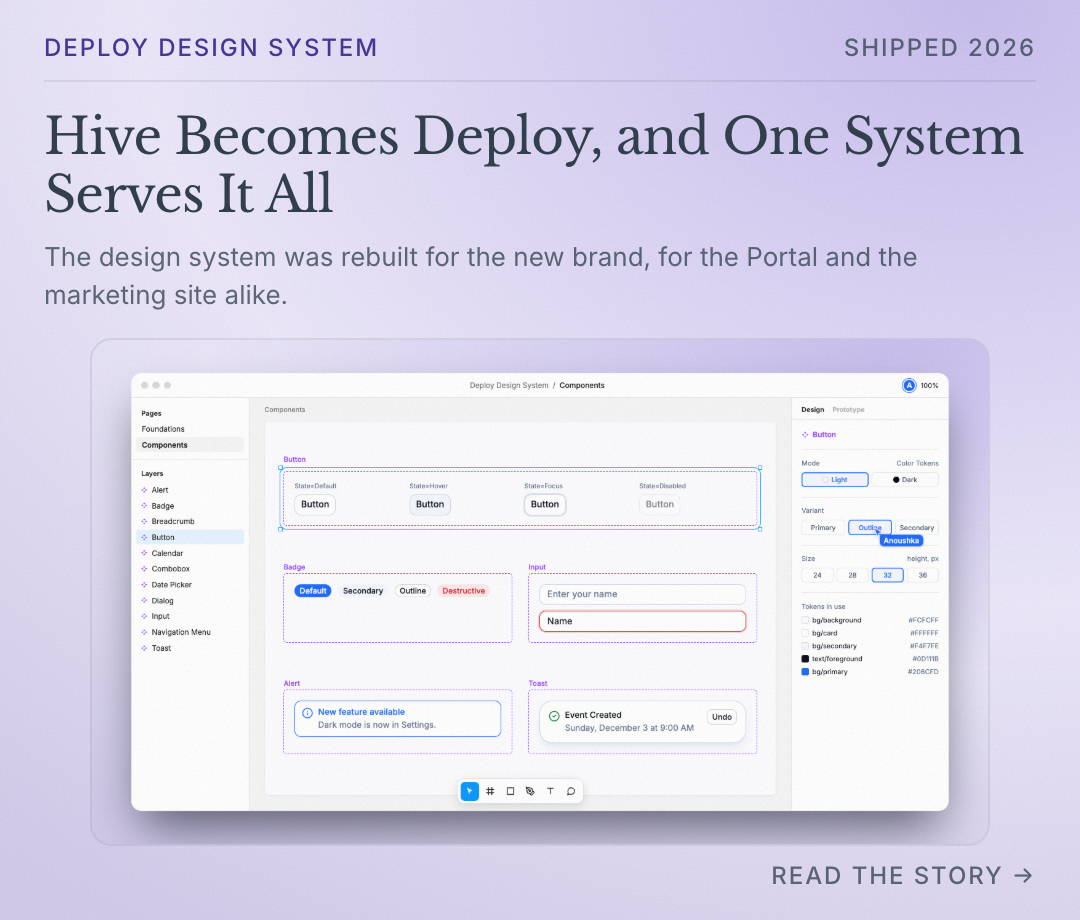 DEPLOY DESIGN SYSTEM
SHIPPED 2026
Hive Becomes Deploy, and One System
Serves It All
The design system was rebuilt for the new brand, for the Portal and the
marketing site alike.
Deploy Design System / Components
A
100%
Pages
Foundations
Components
Layers
Alert
Badge
Breadcrumb
Button
Calendar
Combobox
Date Picker
Dialog
Input
Navigation Menu
Toast
Components
Button
State=Default
State=Hover
State=Focus
State=Disabled
Button
Button
Button
Button
Badge
Default
Secondary
Outline
Destructive
Input
Enter your name
Name
Alert
New feature available
Dark mode is now in Settings.
Toast
Event Created
Sunday, December 3 at 9:00 AM
Undo
Design
Prototype
Button
Mode
Color Tokens
Light
Dark
Variant
Primary
Outline
Secondary
Anoushka
Size
height, px
24
28
32
36
Tokens in use
bg/background
#FCFCFF
bg/card
#FFFFFF
bg/secondary
#F4F7FE
text/foreground
#0D111B
bg/primary
#206CFD
READ THE STORY →